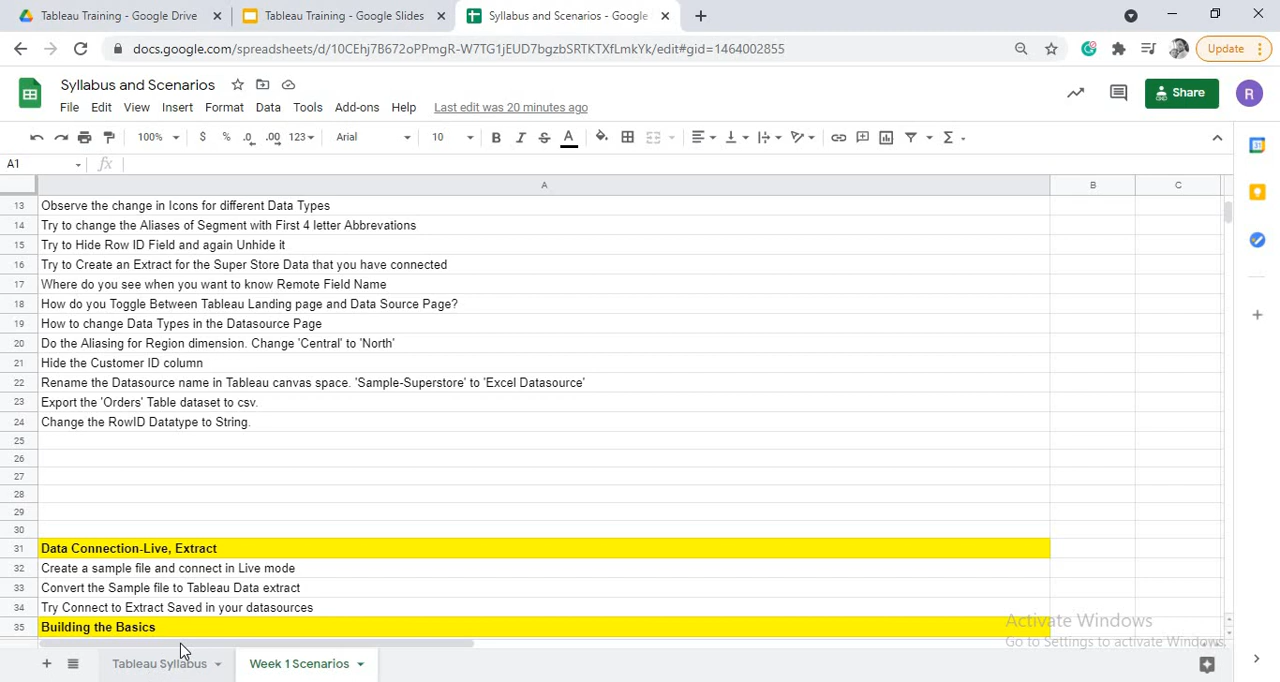 Tableau Training - Google Drive
Tableau Training - Google Slides
Syllabus and Scenarios - Google
docs.google.com/spreadsheets/d/10CEhj7B672oPPmgR-W7TG1jEUD7bgzbSRTKTXfLmkYk/edit#gid=1464002855
Update
Syllabus and Scenarios
File Edit View Insert Format Data Tools Add-ons Help Last edit was 20 minutes ago
Share
R
100% $ % .0 .00 123 Arial 10 B I S A
A1 fx
A B C
13 Observe the change in Icons for different Data Types
14 Try to change the Aliases of Segment with First 4 letter Abbrevations
15 Try to Hide Row ID Field and again Unhide it
16 Try to Create an Extract for the Super Store Data that you have connected
17 Where do you see when you want to know Remote Field Name
18 How do you Toggle Between Tableau Landing page and Data Source Page?
19 How to change Data Types in the Datasource Page
20 Do the Aliasing for Region dimension. Change 'Central' to 'North'
21 Hide the Customer ID column
22 Rename the Datasource name in Tableau canvas space. 'Sample-Superstore' to 'Excel Datasource'
23 Export the 'Orders' Table dataset to csv.
24 Change the RowID Datatype to String.
25
26
27
28
29
30
31 Data Connection-Live, Extract
32 Create a sample file and connect in Live mode
33 Convert the Sample file to Tableau Data extract
34 Try Connect to Extract Saved in your datasources
35 Building the Basics
Activate Windows
Go to Settings to activate Windows.
Tableau Syllabus
Week 1 Scenarios